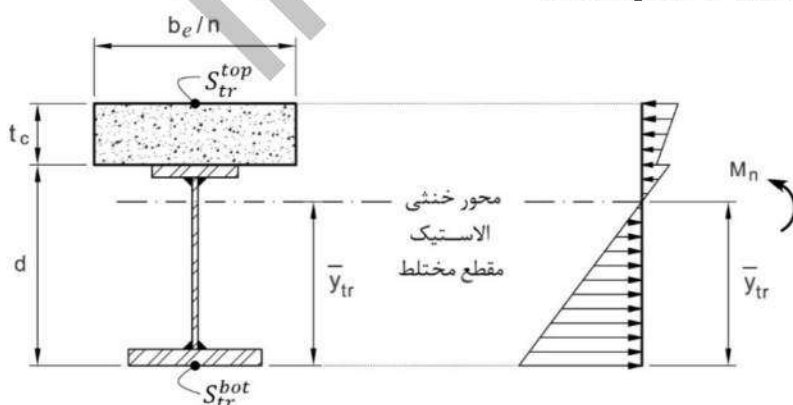 b_e/n
S_tr^top
t_c
d
محور خنثی
الاستیک
مقطع مختلط
ȳ_tr
M_n
ȳ_tr
S_tr^bot